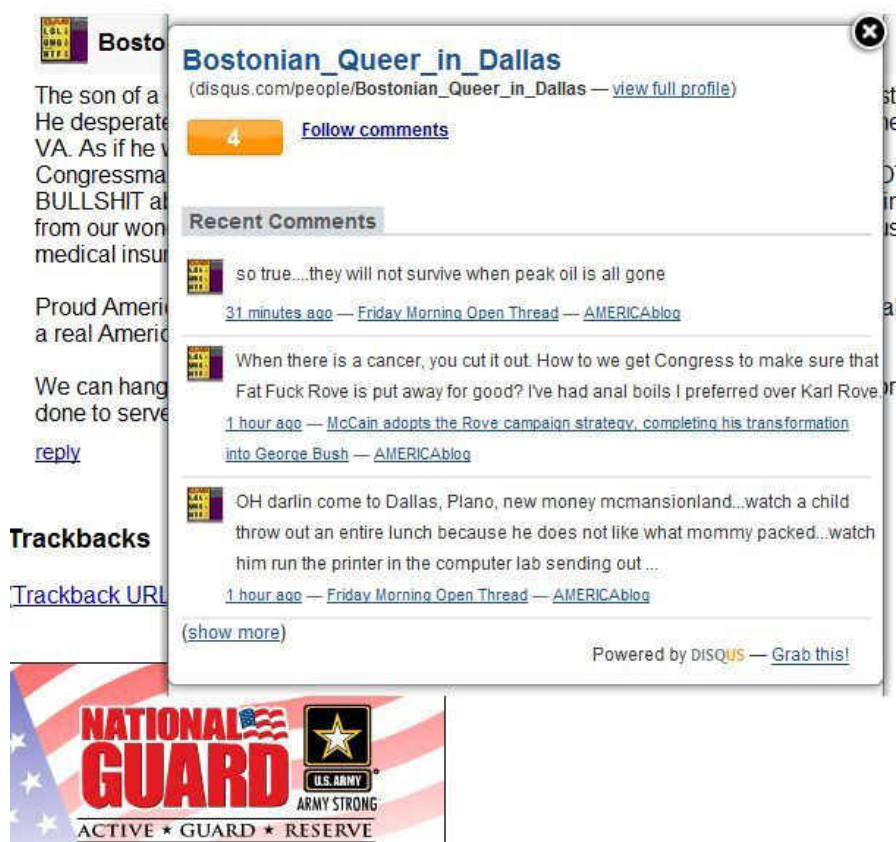 Bosto
The son of a
He desperate
VA. As if he w
Congressma
BULLSHIT ab
from our won
medical insur
Proud Americ
a real Americ
We can hang
done to serve
reply
Trackbacks
(Trackback URL
Bostonian_Queer_in_Dallas
(disqus.com/people/Bostonian_Queer_in_Dallas — view full profile)
4
Follow comments
Recent Comments
so true....they will not survive when peak oil is all gone
31 minutes ago — Friday Morning Open Thread — AMERICAblog
When there is a cancer, you cut it out. How to we get Congress to make sure that
Fat Fuck Rove is put away for good? I've had anal boils I preferred over Karl Rove.
1 hour ago — McCain adopts the Rove campaign strategy, completing his transformation
into George Bush — AMERICAblog
OH darlin come to Dallas, Plano, new money mcmansionland...watch a child
throw out an entire lunch because he does not like what mommy packed...watch
him run the printer in the computer lab sending out ...
1 hour ago — Friday Morning Open Thread — AMERICAblog
(show more)
Powered by DISQUS — Grab this!
NATIONAL
GUARD
U.S. ARMY
ARMY STRONG
ACTIVE ★ GUARD ★ RESERVE